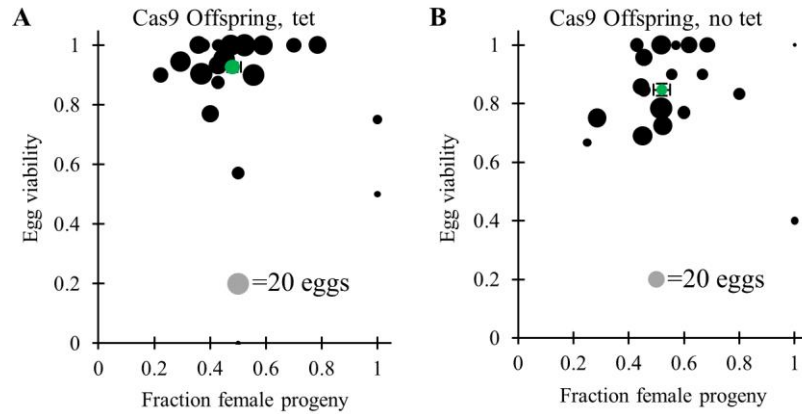 A
Cas9 Offspring, tet
1
0.8
0.6
0.4
0.2
0
Egg viability
=20 eggs
0 0.2 0.4 0.6 0.8 1
Fraction female progeny
B
Cas9 Offspring, no tet
1
0.8
0.6
0.4
0.2
0
Egg viability
=20 eggs
0 0.2 0.4 0.6 0.8 1
Fraction female progeny